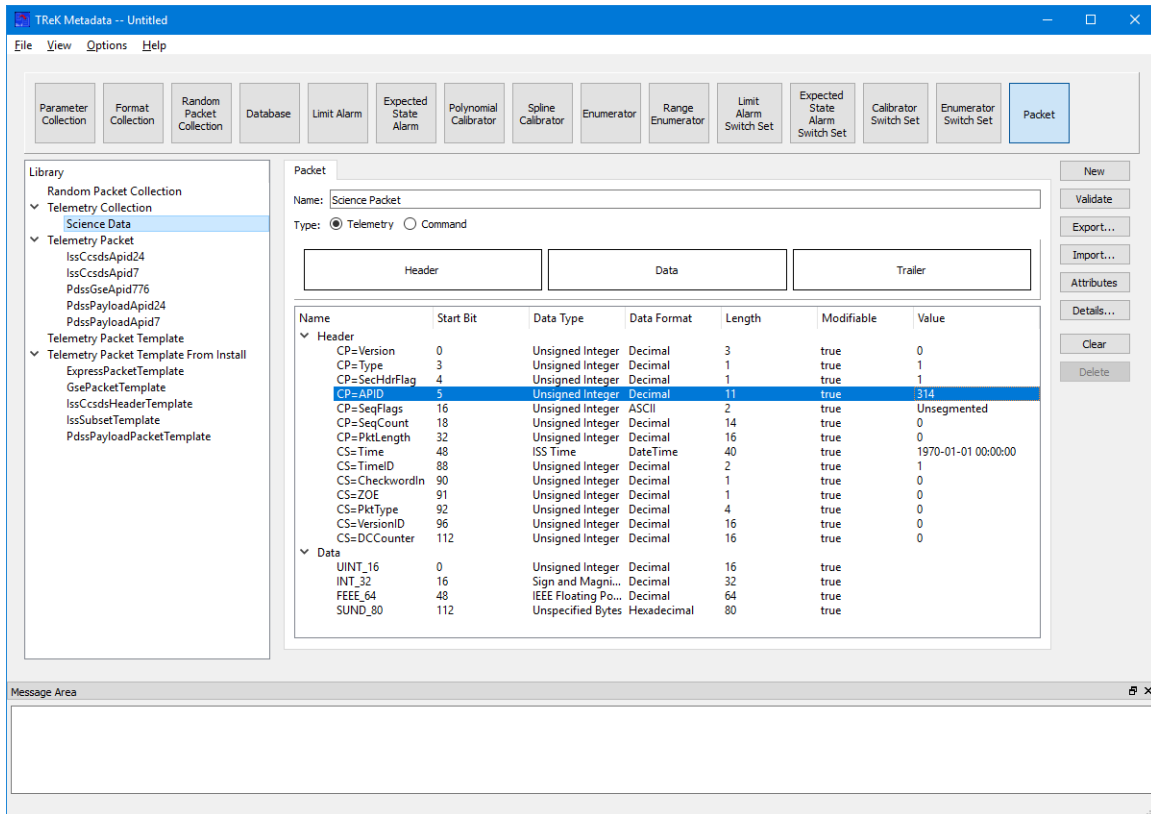 TReK Metadata -- Untitled
File View Options Help
Parameter Collection Format Collection Random Packet Collection Database Limit Alarm Expected State Alarm Polynomial Calibrator Spline Calibrator Enumerator Range Enumerator Limit Alarm Switch Set Expected State Alarm Switch Set Calibrator Switch Set Enumerator Switch Set Packet
Library
Random Packet Collection
Telemetry Collection
Science Data
Telemetry Packet
IssCcsdsApid24
IssCcsdsApid7
PdssGseApid776
PdssPayloadApid24
PdssPayloadApid7
Telemetry Packet Template
Telemetry Packet Template From Install
ExpressPacketTemplate
GsePacketTemplate
IssCcsdsHeaderTemplate
IssSubsetTemplate
PdssPayloadPacketTemplate
Packet
Name: Science Packet
Type: Telemetry Command
Header Data Trailer
Name Start Bit Data Type Data Format Length Modifiable Value
Header
CP=Version 0 Unsigned Integer Decimal 3 true 0
CP=Type 3 Unsigned Integer Decimal 1 true 1
CP=SecHdrFlag 4 Unsigned Integer Decimal 1 true 1
CP=APID 5 Unsigned Integer Decimal 11 true 314
CP=SeqFlags 16 Unsigned Integer ASCII 2 true Unsegmented
CP=SeqCount 18 Unsigned Integer Decimal 14 true 0
CP=PktLength 32 Unsigned Integer Decimal 16 true 0
CS=Time 48 ISS Time DateTime 40 true 1970-01-01 00:00:00
CS=TimeID 88 Unsigned Integer Decimal 2 true 1
CS=CheckwordIn 90 Unsigned Integer Decimal 1 true 0
CS=ZOE 91 Unsigned Integer Decimal 1 true 0
CS=PktType 92 Unsigned Integer Decimal 4 true 0
CS=VersionID 96 Unsigned Integer Decimal 16 true 0
CS=DCCounter 112 Unsigned Integer Decimal 16 true 0
Data
UINT_16 0 Unsigned Integer Decimal 16 true
INT_32 16 Sign and Magni... Decimal 32 true
FEEE_64 48 IEEE Floating Po... Decimal 64 true
SUND_80 112 Unspecified Bytes Hexadecimal 80 true
New
Validate
Export...
Import...
Attributes
Details...
Clear
Delete
Message Area